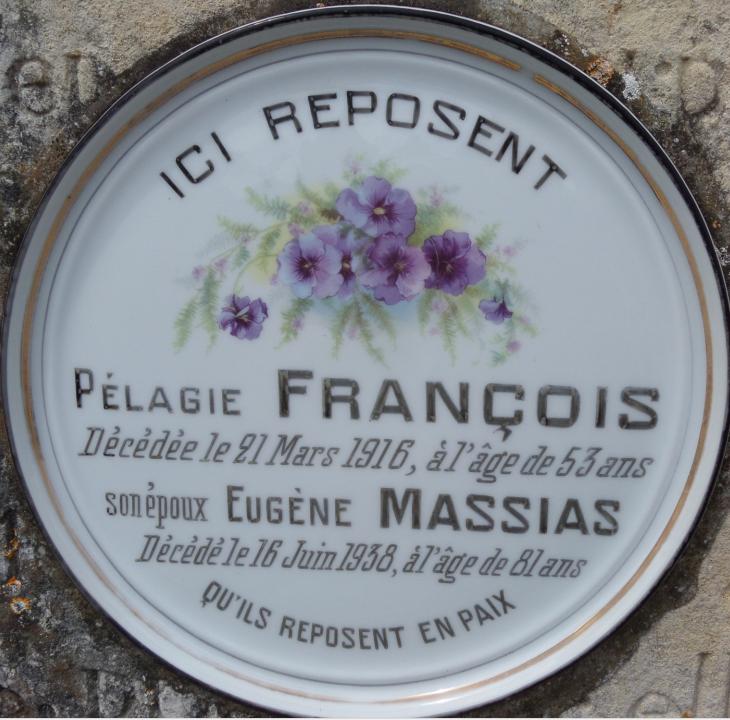 ICI REPOSENT
PÉLAGIE FRANÇOIS
Décédée le 21 Mars 1916, à l'âge de 53 ans
son époux EUGÈNE MASSIAS
Décédé le 16 Juin 1938, à l'âge de 81 ans
QU'ILS REPOSENT EN PAIX